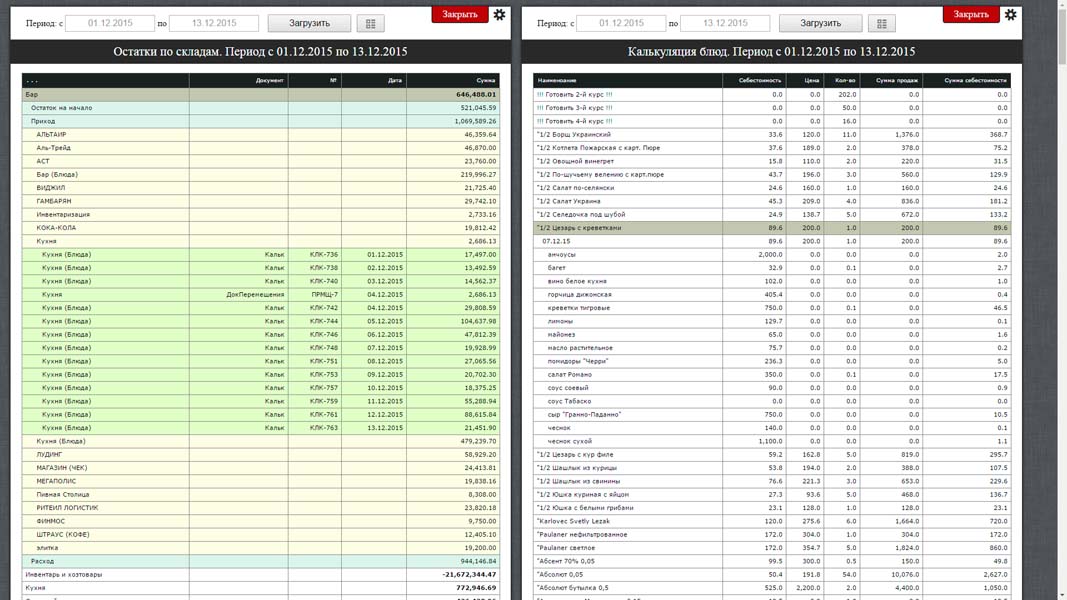 Период: с 01.12.2015 по 13.12.2015 Загрузить Закрыть
Остатки по складам. Период с 01.12.2015 по 13.12.2015
. . . Документ № Дата Сумма
Бар 646,488.01
Остаток на начало 521,045.59
Приход 1,069,589.26
АЛЬТАИР 46,359.64
Аль-Трейд 46,870.00
АСТ 23,760.00
Бар (Блюда) 219,996.27
ВИДЖИЛ 21,725.40
ГАМБАРЯН 29,742.10
Инвентаризация 2,733.16
КОКА-КОЛА 19,812.42
Кухня 2,686.13
Кухня (Блюда) Кальк КЛК-736 01.12.2015 17,497.00
Кухня (Блюда) Кальк КЛК-738 02.12.2015 13,492.59
Кухня (Блюда) Кальк КЛК-740 03.12.2015 14,562.37
Кухня ДокПеремещения ПРМЩ-7 04.12.2015 2,686.13
Кухня (Блюда) Кальк КЛК-742 04.12.2015 29,808.59
Кухня (Блюда) Кальк КЛК-744 05.12.2015 104,637.98
Кухня (Блюда) Кальк КЛК-746 06.12.2015 47,812.39
Кухня (Блюда) Кальк КЛК-748 07.12.2015 19,928.99
Кухня (Блюда) Кальк КЛК-751 08.12.2015 27,065.56
Кухня (Блюда) Кальк КЛК-753 09.12.2015 20,702.30
Кухня (Блюда) Кальк КЛК-757 10.12.2015 18,375.25
Кухня (Блюда) Кальк КЛК-759 11.12.2015 55,288.94
Кухня (Блюда) Кальк КЛК-761 12.12.2015 88,615.84
Кухня (Блюда) Кальк КЛК-763 13.12.2015 21,451.90
Кухня (Блюда) 479,239.70
ЛУДИНГ 58,929.20
МАГАЗИН (ЧЕК) 24,413.81
МЕГАПОЛИС 19,838.16
Пивная Столица 8,308.00
РИТЕИЛ ЛОГИСТИК 23,820.18
ФИНМОС 9,750.00
ШТРАУС (КОФЕ) 12,405.10
элитка 19,200.00
Расход 944,146.84
Инвентарь и хозтовары -21,672,344.47
Кухня 772,946.69
Период: с 01.12.2015 по 13.12.2015 Загрузить Закрыть
Калькуляция блюд. Период с 01.12.2015 по 13.12.2015
Наименование Себестоимость Цена Кол-во Сумма продаж Сумма себестоимости
!!! Готовить 2-й курс !!! 0.0 0.0 202.0 0.0 0.0
!!! Готовить 3-й курс !!! 0.0 0.0 50.0 0.0 0.0
!!! Готовить 4-й курс !!! 0.0 0.0 16.0 0.0 0.0
"1/2 Борщ Украинский 33.6 120.0 11.0 1,376.0 368.7
"1/2 Котлета Пожарская с карт. Пюре 37.6 189.0 2.0 378.0 75.2
"1/2 Овощной винегрет 15.8 110.0 2.0 220.0 31.5
"1/2 По-щучьему велению с карт.пюре 43.7 196.0 3.0 560.0 129.9
"1/2 Салат по-селянски 24.6 160.0 1.0 160.0 24.6
"1/2 Салат Украина 45.3 209.0 4.0 836.0 181.2
"1/2 Селедочка под шубой 24.9 138.7 5.0 672.0 133.2
"1/2 Цезарь с креветками 89.6 200.0 1.0 200.0 89.6
07.12.15 89.6 200.0 1.0 200.0 89.6
анчоусы 2,000.0 0.0 0.0 0.0 2.0
багет 32.9 0.0 0.1 0.0 2.7
вино белое кухня 102.0 0.0 0.0 0.0 1.0
горчица дижонская 405.4 0.0 0.0 0.0 0.4
креветки тигровые 750.0 0.0 0.1 0.0 46.5
лимоны 129.7 0.0 0.0 0.0 0.1
майонез 65.0 0.0 0.0 0.0 1.6
масло растительное 75.7 0.0 0.0 0.0 0.2
помидоры "Черри" 236.3 0.0 0.0 0.0 5.0
салат Романо 350.0 0.0 0.1 0.0 17.5
соус соевый 90.0 0.0 0.0 0.0 0.9
соус Табаско 0.0 0.0 0.0 0.0 0.0
сыр "Гранно-Паданно" 750.0 0.0 0.0 0.0 10.5
чеснок 140.0 0.0 0.0 0.0 0.1
чеснок сухой 1,100.0 0.0 0.0 0.0 1.1
"1/2 Цезарь с кур филе 59.2 162.8 5.0 819.0 295.7
"1/2 Шашлык из курицы 53.8 194.0 2.0 388.0 107.5
"1/2 Шашлык из свинины 76.6 221.3 3.0 653.0 229.6
"1/2 Юшка куриная с яйцом 27.3 93.6 5.0 468.0 136.7
"1/2 Юшка с белыми грибами 23.1 128.0 1.0 128.0 23.1
"Karlovec Svetly Lezak 120.0 275.6 6.0 1,664.0 720.0
"Paulaner нефильтрованное 172.0 304.0 1.0 304.0 172.0
"Paulaner светлое 172.0 354.7 5.0 1,824.0 860.0
"Абсент 70% 0,05 99.5 300.0 0.5 150.0 49.8
"Абсолют 0,05 50.4 191.8 54.0 10,076.0 2,627.0
"Абсолют бутылка 0,5 525.0 2,200.0 2.0 4,400.0 1,050.0